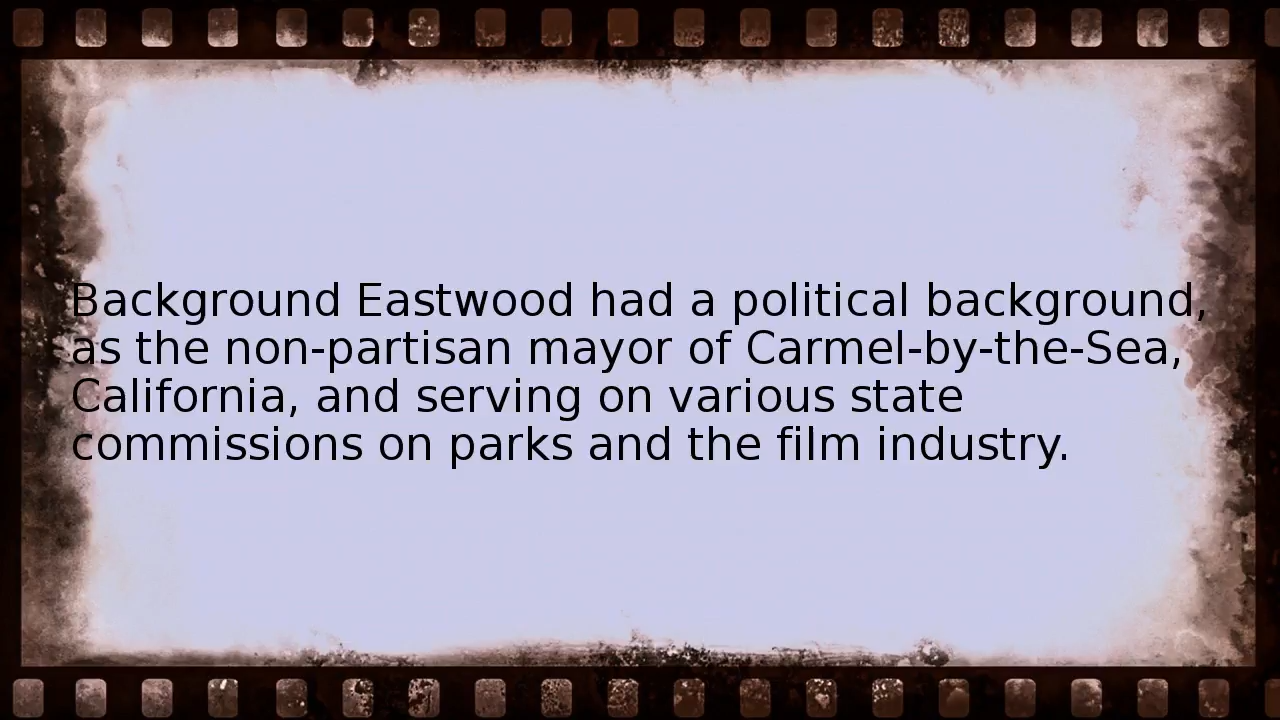 Background Eastwood had a political background,
as the non-partisan mayor of Carmel-by-the-Sea,
California, and serving on various state
commissions on parks and the film industry.